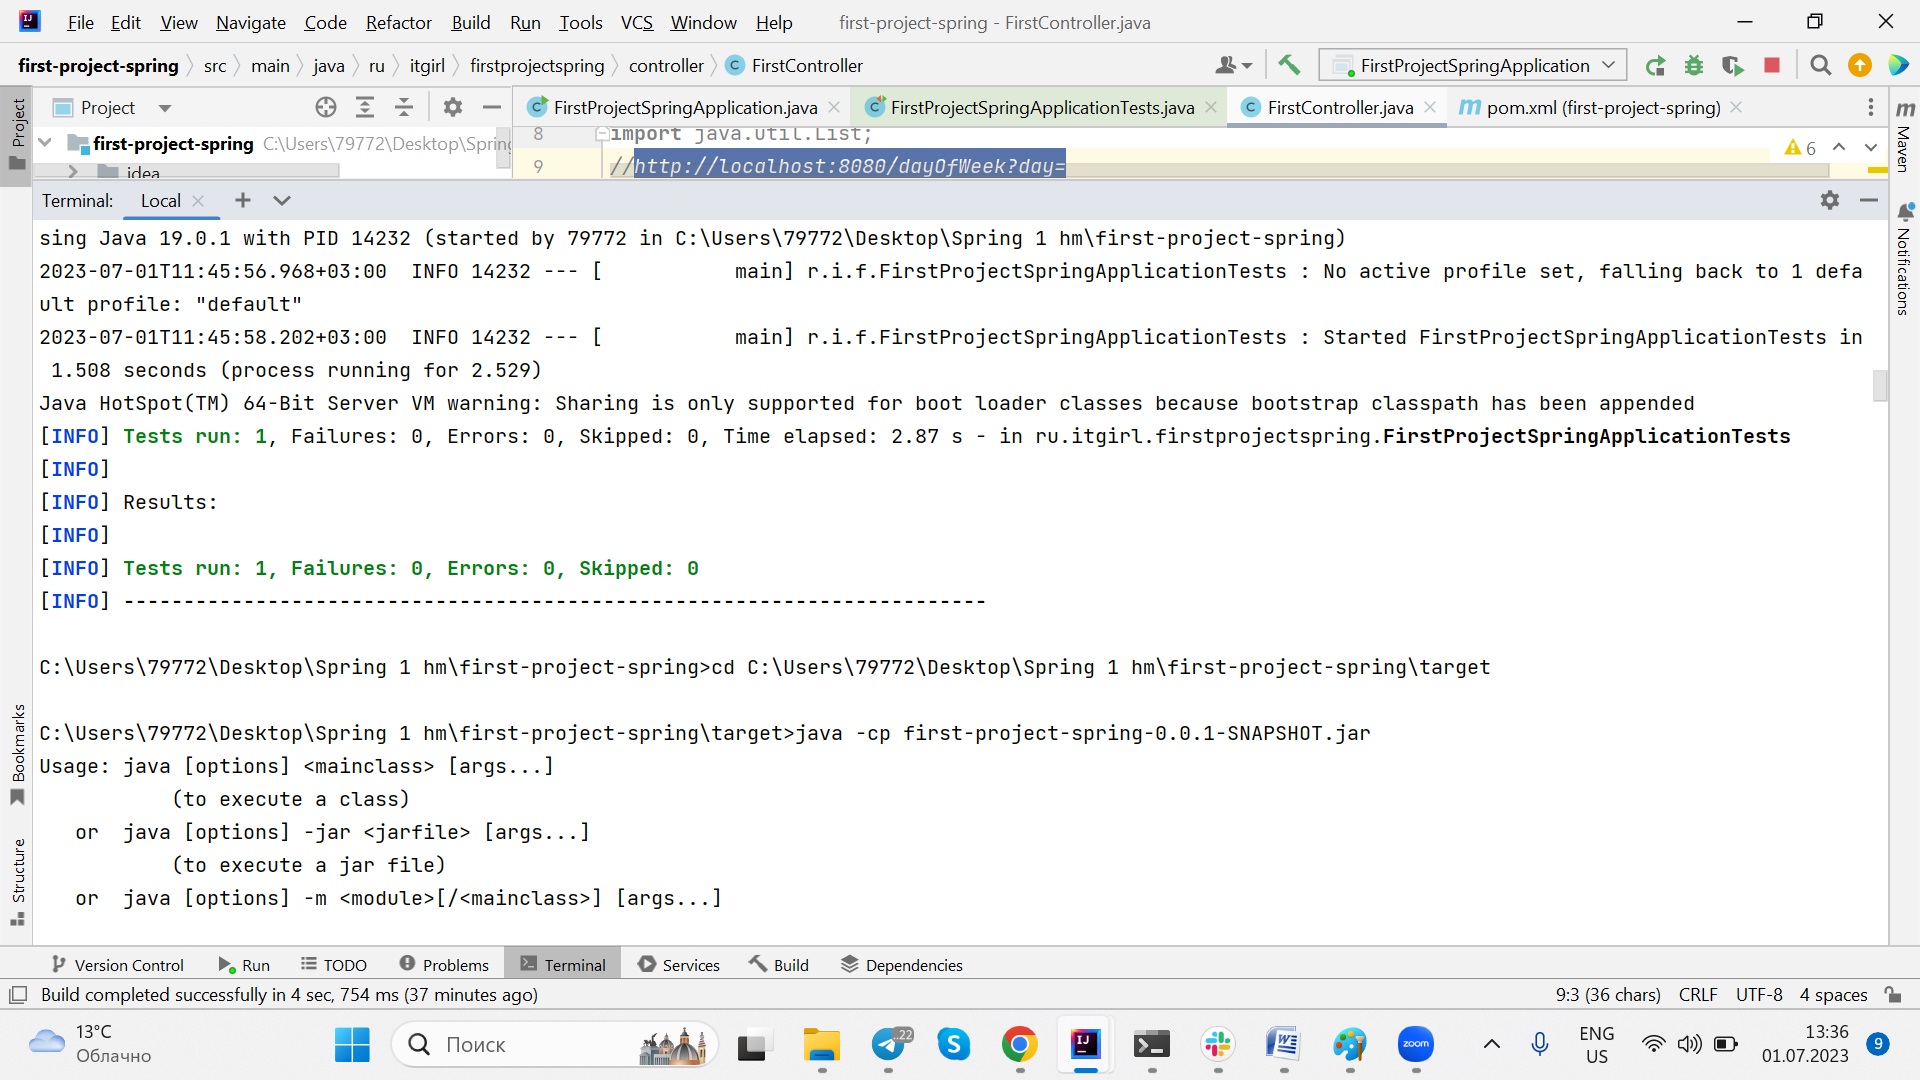 File Edit View Navigate Code Refactor Build Run Tools VCS Window Help first-project-spring - FirstController.java
first-project-spring src main java ru itgirl firstprojectspring controller FirstController FirstProjectSpringApplication
Project FirstProjectSpringApplication.java FirstProjectSpringApplicationTests.java FirstController.java pom.xml (first-project-spring)
first-project-spring C:\Users\79772\Desktop\Spring
8 import java.util.List;
6
.idea
9 //http://localhost:8080/dayOfWeek?day=
Terminal: Local
sing Java 19.0.1 with PID 14232 (started by 79772 in C:\Users\79772\Desktop\Spring 1 hm\first-project-spring)
2023-07-01T11:45:56.968+03:00  INFO 14232 --- [           main] r.i.f.FirstProjectSpringApplicationTests : No active profile set, falling back to 1 defa
ult profile: "default"
2023-07-01T11:45:58.202+03:00  INFO 14232 --- [           main] r.i.f.FirstProjectSpringApplicationTests : Started FirstProjectSpringApplicationTests in
 1.508 seconds (process running for 2.529)
Java HotSpot(TM) 64-Bit Server VM warning: Sharing is only supported for boot loader classes because bootstrap classpath has been appended
[INFO] Tests run: 1, Failures: 0, Errors: 0, Skipped: 0, Time elapsed: 2.87 s - in ru.itgirl.firstprojectspring.FirstProjectSpringApplicationTests
[INFO]
[INFO] Results:
[INFO]
[INFO] Tests run: 1, Failures: 0, Errors: 0, Skipped: 0
[INFO] ------------------------------------------------------------------------
C:\Users\79772\Desktop\Spring 1 hm\first-project-spring>cd C:\Users\79772\Desktop\Spring 1 hm\first-project-spring\target
C:\Users\79772\Desktop\Spring 1 hm\first-project-spring\target>java -cp first-project-spring-0.0.1-SNAPSHOT.jar
Usage: java [options] <mainclass> [args...]
           (to execute a class)
   or  java [options] -jar <jarfile> [args...]
           (to execute a jar file)
   or  java [options] -m <module>[/<mainclass>] [args...]
Project
Bookmarks
Structure
Maven
Notifications
Version Control Run TODO Problems Terminal Services Build Dependencies
Build completed successfully in 4 sec, 754 ms (37 minutes ago) 9:3 (36 chars) CRLF UTF-8 4 spaces
13°C
Облачно
Поиск
22
zoom
ENG
US
13:36
01.07.2023
9